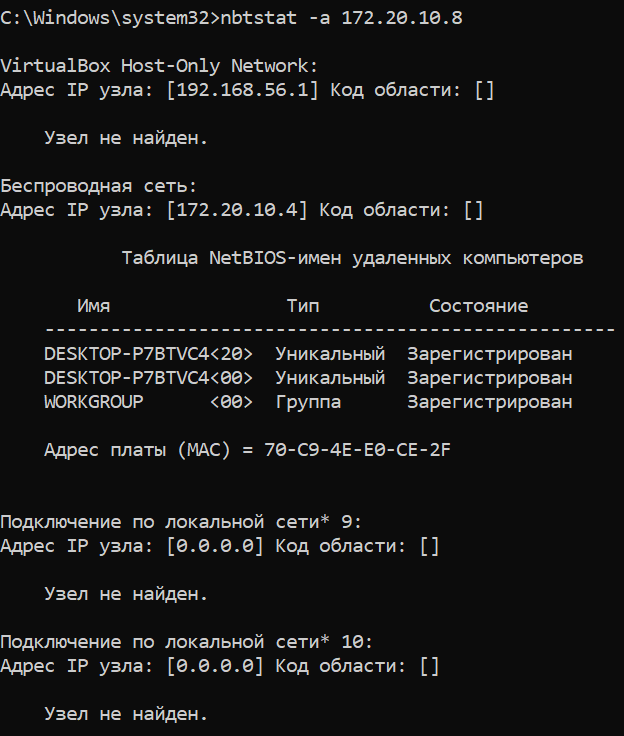 C:\Windows\system32>nbtstat -a 172.20.10.8
VirtualBox Host-Only Network:
Адрес IP узла: [192.168.56.1] Код области: []
Узел не найден.
Беспроводная сеть:
Адрес IP узла: [172.20.10.4] Код области: []
Таблица NetBIOS-имен удаленных компьютеров
Имя Тип Состояние
----------------------------------------------------
DESKTOP-P7BTVC4<20> Уникальный Зарегистрирован
DESKTOP-P7BTVC4<00> Уникальный Зарегистрирован
WORKGROUP <00> Группа Зарегистрирован
Адрес платы (MAC) = 70-C9-4E-E0-CE-2F
Подключение по локальной сети* 9:
Адрес IP узла: [0.0.0.0] Код области: []
Узел не найден.
Подключение по локальной сети* 10:
Адрес IP узла: [0.0.0.0] Код области: []
Узел не найден.